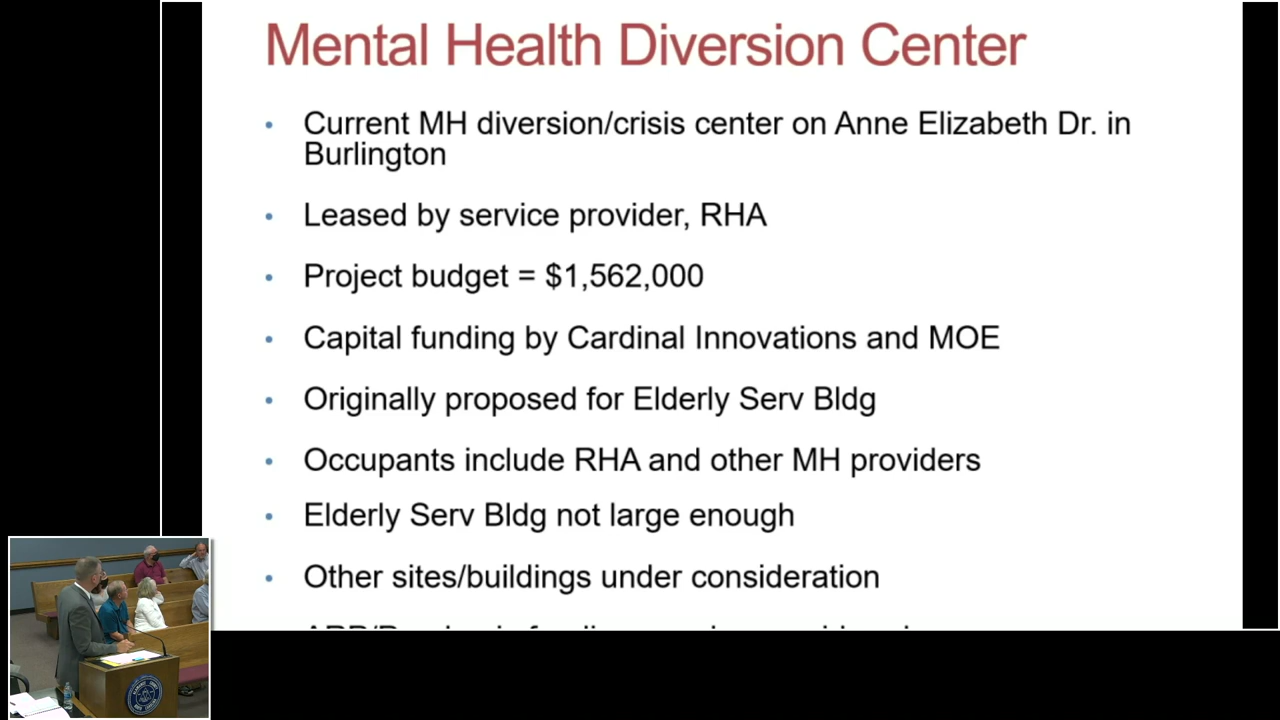 Mental Health Diversion Center
• Current MH diversion/crisis center on Anne Elizabeth Dr. in
Burlington
• Leased by service provider, RHA
• Project budget = $1,562,000
• Capital funding by Cardinal Innovations and MOE
• Originally proposed for Elderly Serv Bldg
• Occupants include RHA and other MH providers
• Elderly Serv Bldg not large enough
• Other sites/buildings under consideration